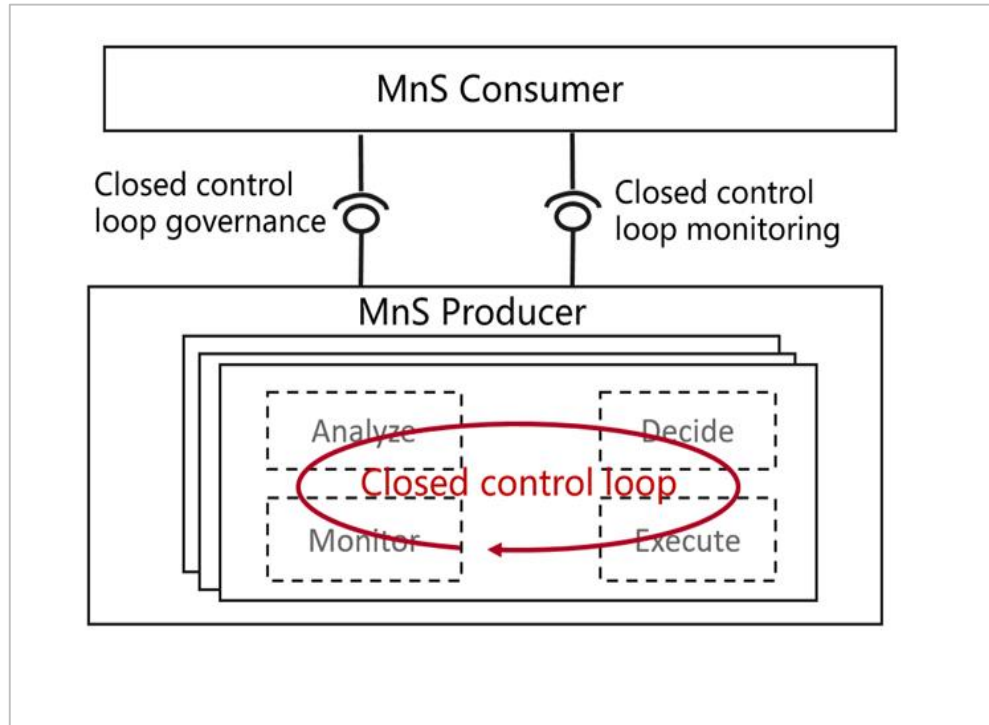 MnS Consumer
Closed control
loop governance
Closed control
loop monitoring
MnS Producer
Analyze
Decide
Closed control loop
Monitor
Execute